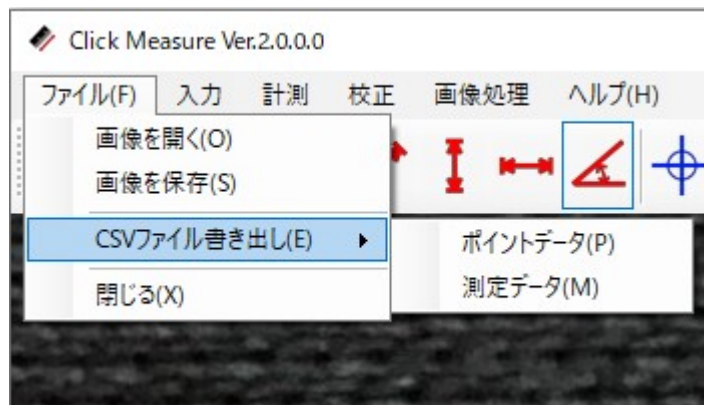 Click Measure Ver.2.0.0.0
ファイル(F) 入力 計測 校正 画像処理 ヘルプ(H)
画像を開く(O)
画像を保存(S)
CSVファイル書き出し(E)
ポイントデータ(P)
測定データ(M)
閉じる(X)